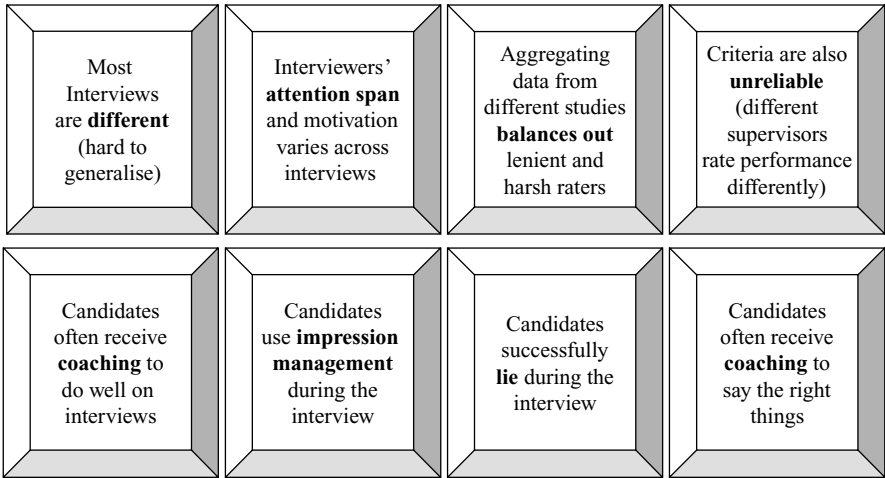 Most
Interviews
are different
(hard to
generalise)
Interviewers’
attention span
and motivation
varies across
interviews
Aggregating
data from
different studies
balances out
lenient and
harsh raters
Criteria are also
unreliable
(different
supervisors
rate performance
differently)
Candidates
often receive
coaching to
do well on
interviews
Candidates
use impression
management
during the
interview
Candidates
successfully
lie during the
interview
Candidates
often receive
coaching to
say the right
things